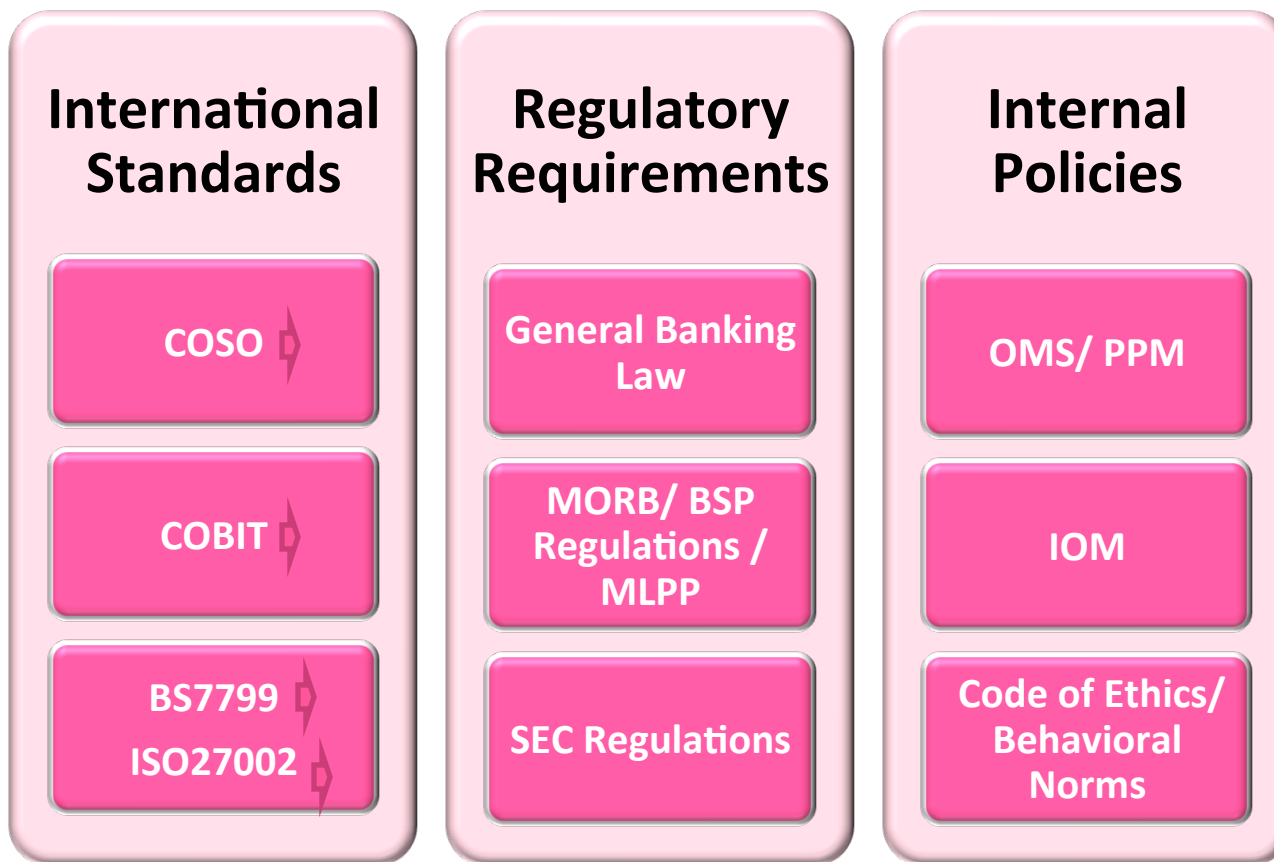 International
Standards
COSO
COBIT
BS7799
ISO27002
Regulatory
Requirements
General Banking
Law
MORB/ BSP
Regulations /
MLPP
SEC Regulations
Internal
Policies
OMS/ PPM
IOM
Code of Ethics/
Behavioral
Norms